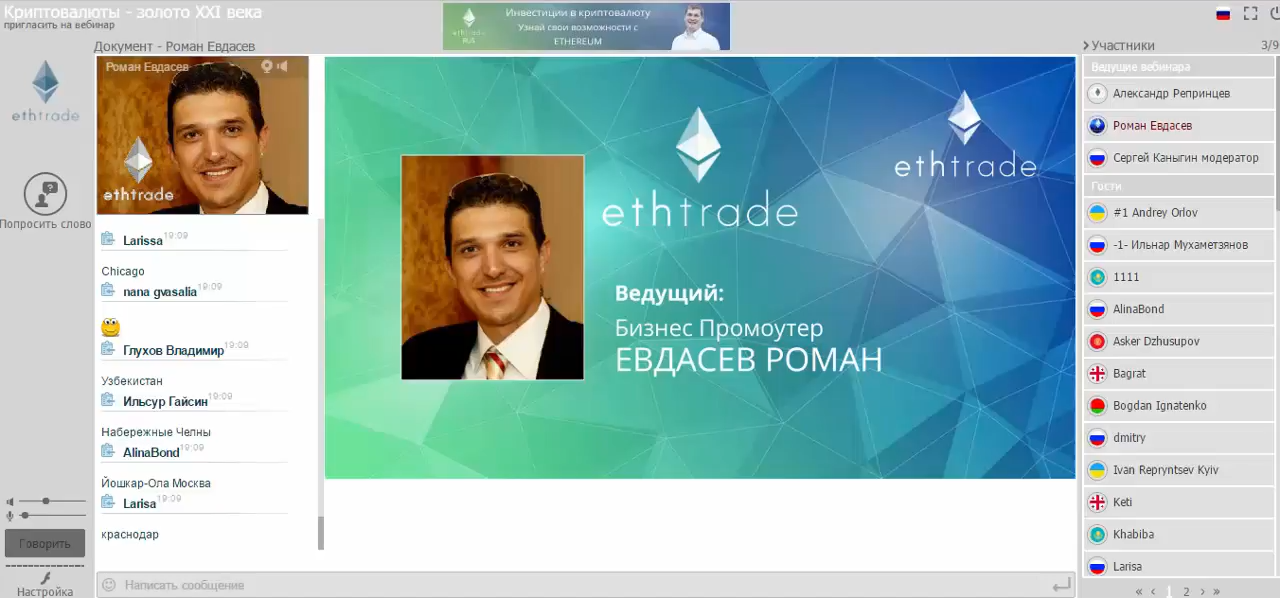 Криптовалюты - золото XXI века
пригласить на вебинар
Инвестиции в криптовалюту
Узнай свои возможности с
ETHEREUM
ethtrade
RUS
Документ - Роман Евдасев
ethtrade
Попросить слово
Говорить
Настройка
Роман Евдасев
ethtrade
Larissa 19:09
Chicago
nana gvasalia 19:09
Глухов Владимир 19:09
Узбекистан
Ильсур Гайсин 19:09
Набережные Челны
AlinaBond 19:09
Йошкар-Ола Москва
Larisa 19:09
краснодар
Написать сообщение
ethtrade
ethtrade
Ведущий:
Бизнес Промоутер
ЕВДАСЕВ РОМАН
Участники 3/9
Ведущие вебинара
Александр Репринцев
Роман Евдасев
Сергей Каныгин модератор
Гости
#1 Andrey Orlov
-1- Ильнар Мухаметзянов
1111
AlinaBond
Asker Dzhusupov
Bagrat
Bogdan Ignatenko
dmitry
Ivan Repryntsev Kyiv
Keti
Khabiba
Larisa
« ‹ 1 2 › »